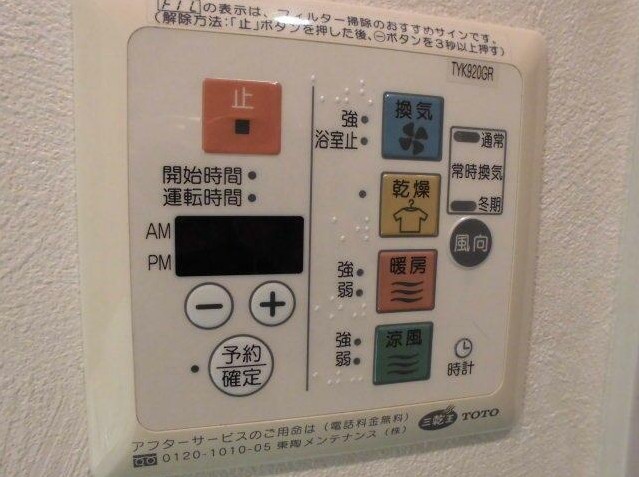 FIL の表示は、フィルター掃除のおすすめサインです。
(解除方法:「止」ボタンを押した後、⊖ボタンを3秒以上押す)
TYK920GR
止
開始時間
運転時間
AM
PM
−
+
予約
確定
強
浴室止
換気
乾燥
強
弱
暖房
強
弱
涼風
通常
常時換気
冬期
風向
時計
三乾王 TOTO
アフターサービスのご用命は (電話料金無料)
0120-1010-05 東陶メンテナンス (株)